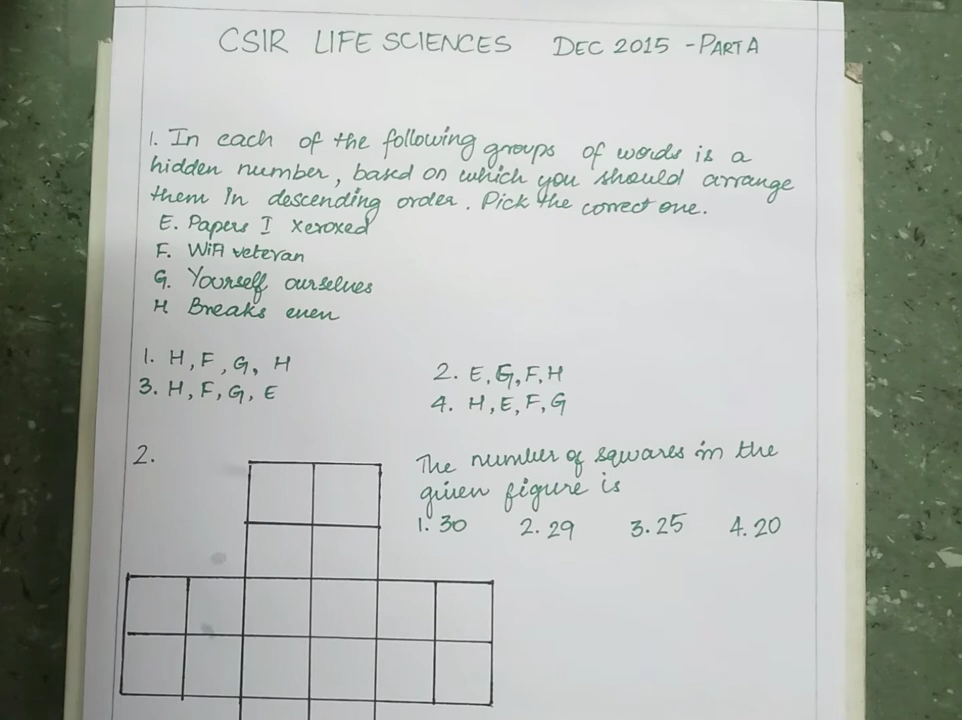 CSIR LIFE SCIENCES DEC 2015 - PART A
1. In each of the following groups of words is a
hidden number, based on which you should arrange
them In descending order. Pick the correct one.
E. Papers I xeroxed
F. Wifi veteran
G. Yourself ourselves
H Breaks even
1. H, F, G, H
2. E, G, F, H
3. H, F, G, E
4. H, E, F, G
2.
The number of squares in the
given figure is
1. 30 2. 29 3. 25 4. 20